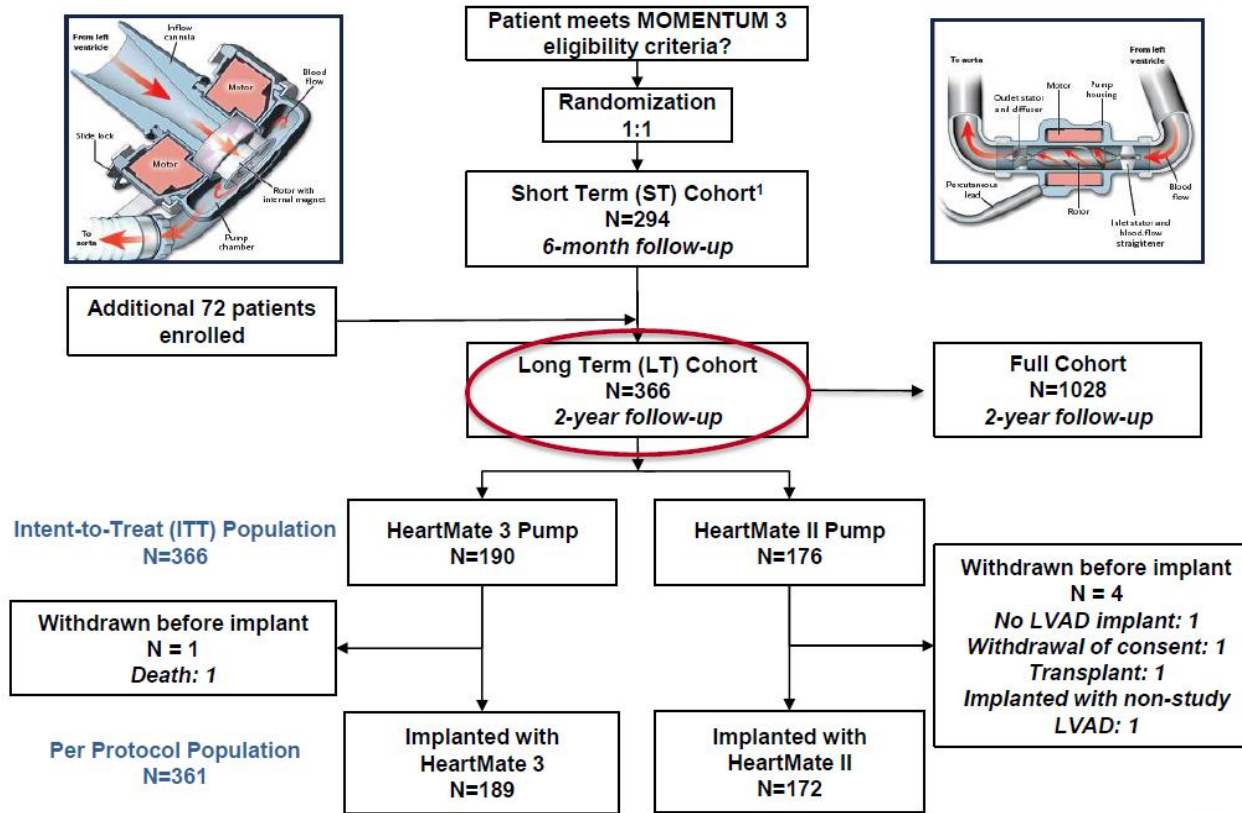 Patient meets MOMENTUM 3
eligibility criteria?
From left
ventricle
Inflow
cannula
Motor
Blood
flow
Slide lock
Motor
Rotor with
internal magnet
To
aorta
Pump
chamber
Randomization
1:1
To aorta
From left
ventricle
Outlet stator
and diffuser
Motor
Pump
housing
Percutaneous
lead
Rotor
Blood
flow
Inlet stator and
blood-flow
straightener
Short Term (ST) Cohort¹
N=294
6-month follow-up
Additional 72 patients
enrolled
Long Term (LT) Cohort
N=366
2-year follow-up
Full Cohort
N=1028
2-year follow-up
Intent-to-Treat (ITT) Population
N=366
HeartMate 3 Pump
N=190
HeartMate II Pump
N=176
Withdrawn before implant
N = 1
Death: 1
Withdrawn before implant
N = 4
No LVAD implant: 1
Withdrawal of consent: 1
Transplant: 1
Implanted with non-study
LVAD: 1
Per Protocol Population
N=361
Implanted with
HeartMate 3
N=189
Implanted with
HeartMate II
N=172